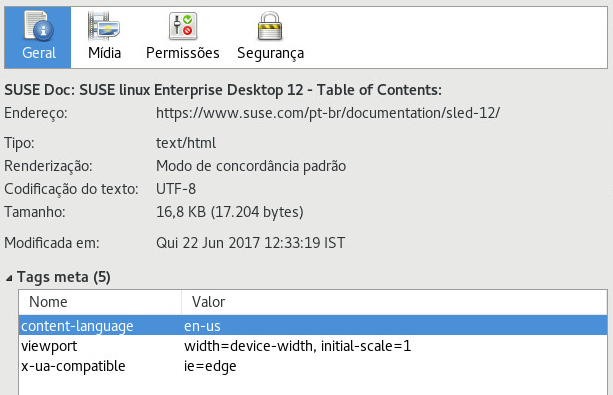 Geral Mídia Permissões Segurança
SUSE Doc: SUSE linux Enterprise Desktop 12 - Table of Contents:
Endereço: https://www.suse.com/pt-br/documentation/sled-12/
Tipo: text/html
Renderização: Modo de concordância padrão
Codificação do texto: UTF-8
Tamanho: 16,8 KB (17.204 bytes)
Modificada em: Qui 22 Jun 2017 12:33:19 IST
Tags meta (5)
Nome Valor
content-language en-us
viewport width=device-width, initial-scale=1
x-ua-compatible ie=edge